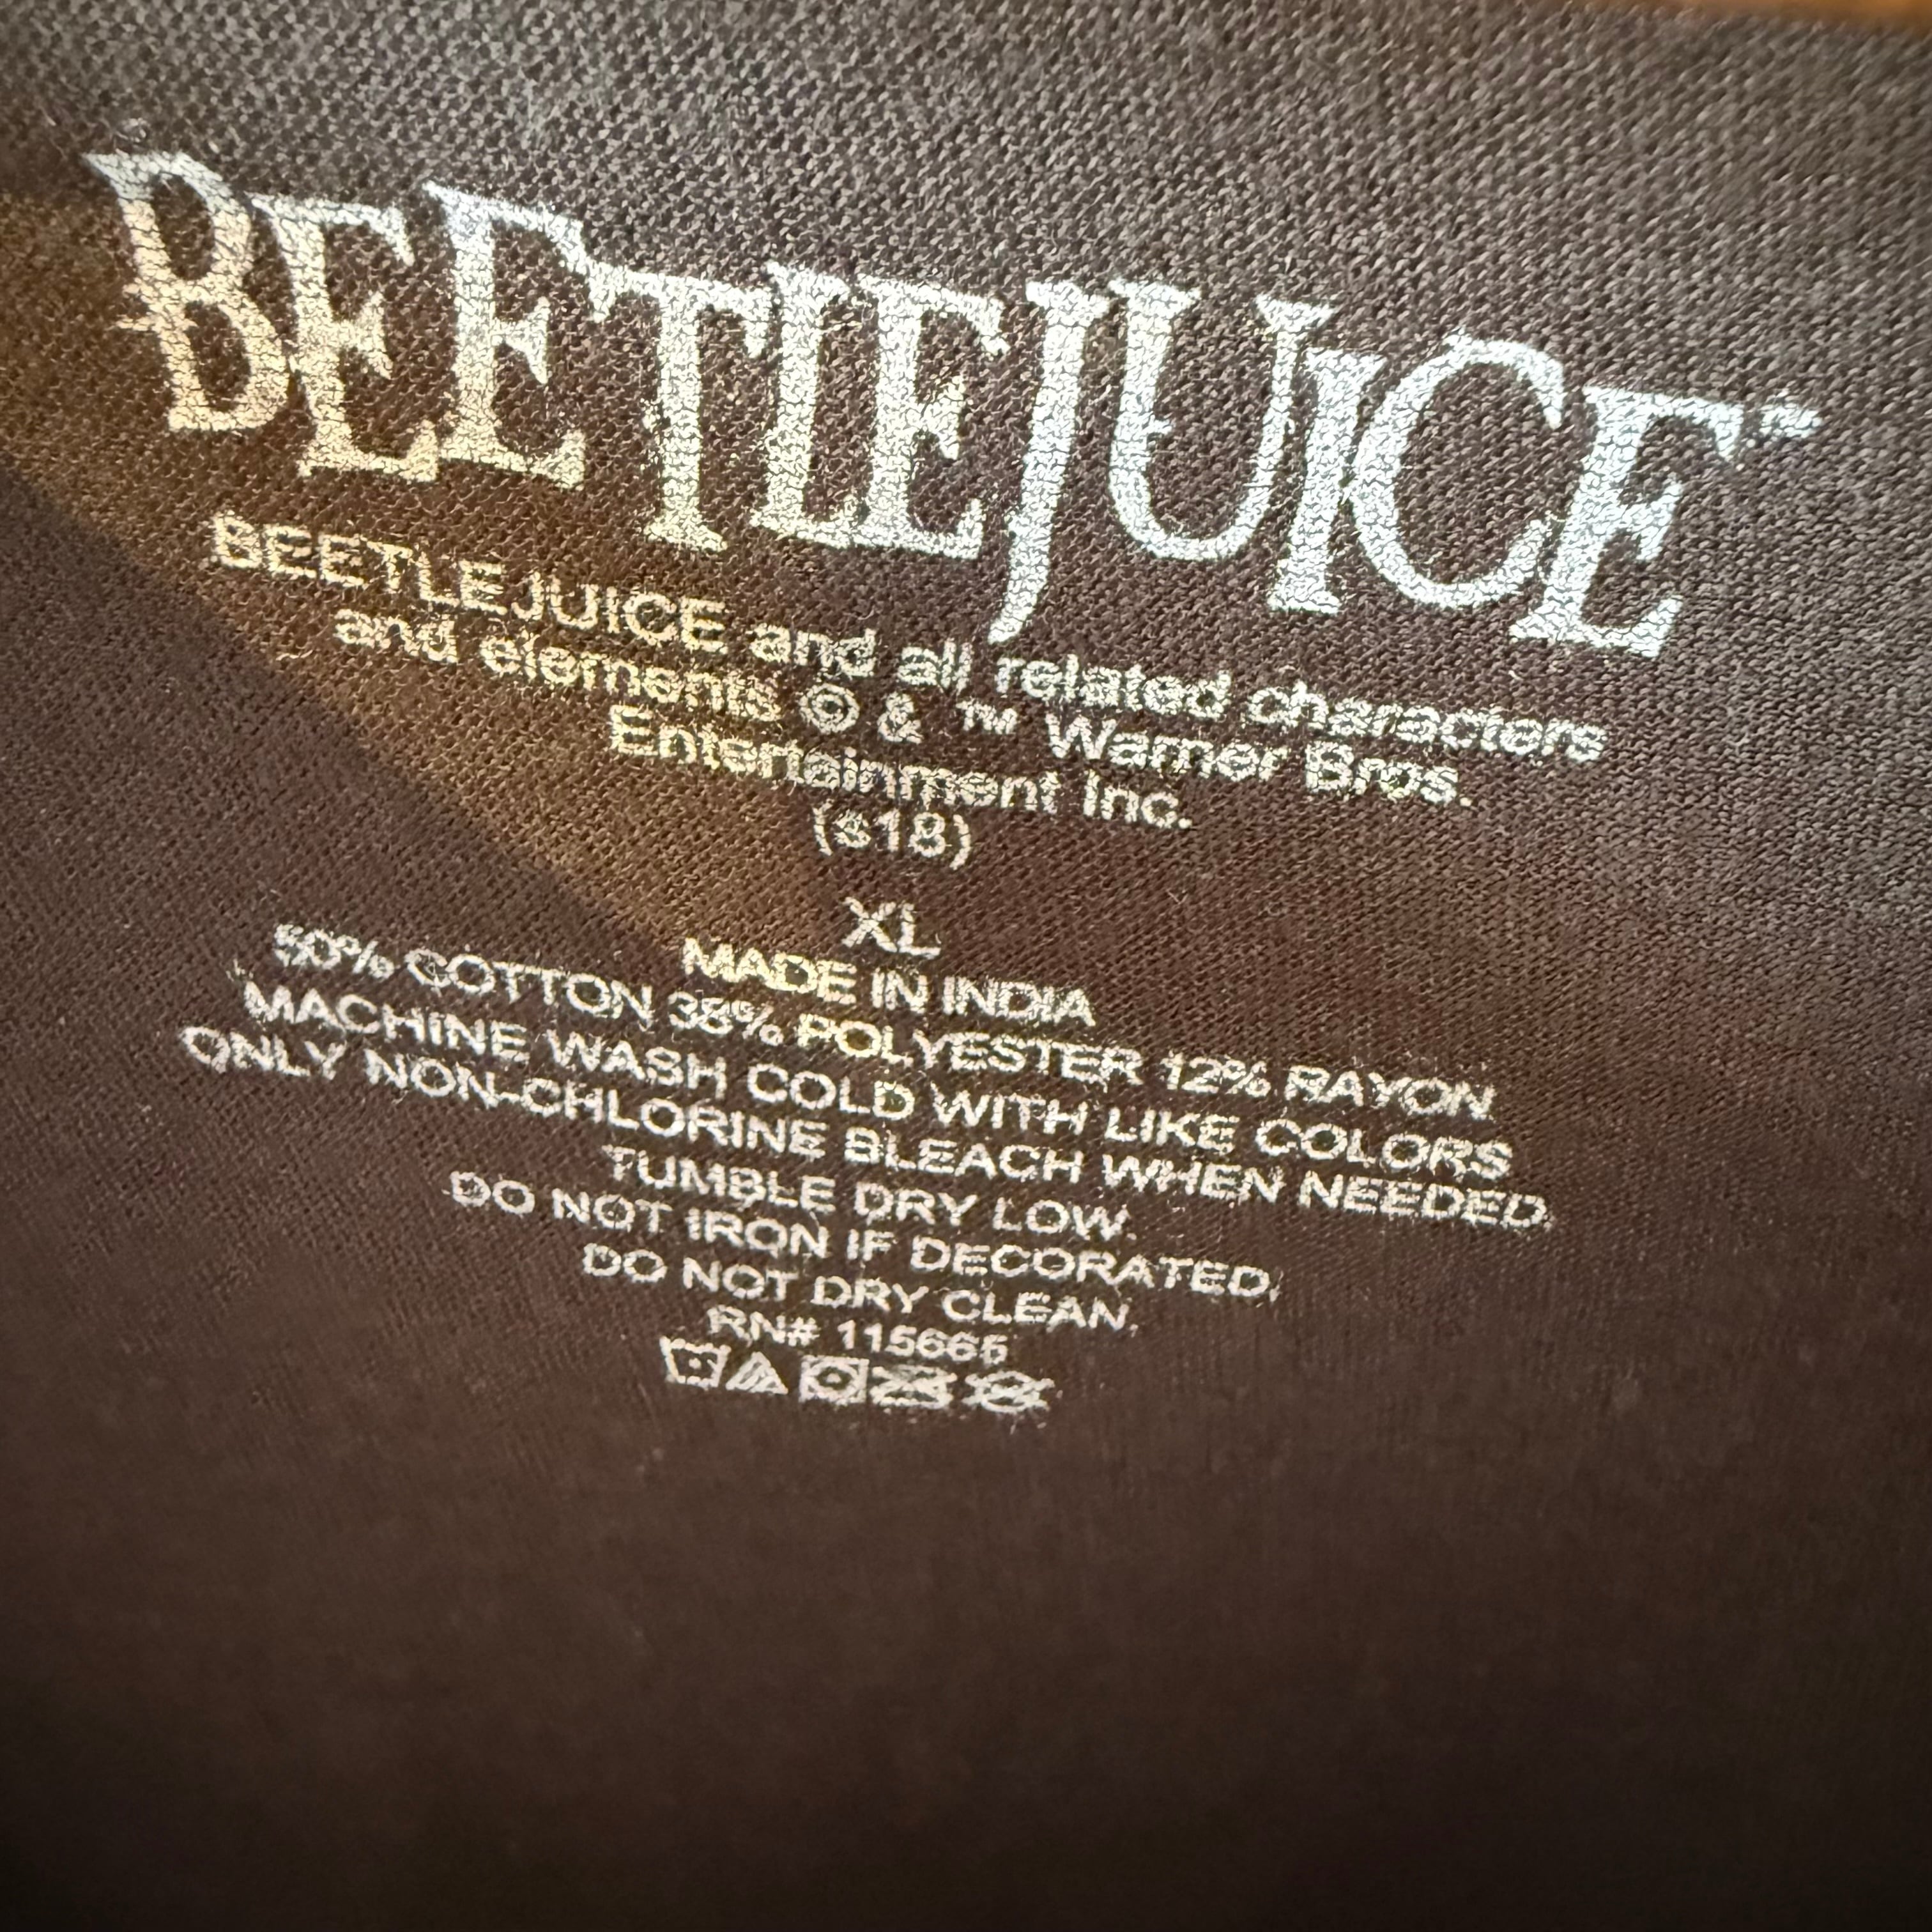 BEETLEJUICE™
BEETLEJUICE and all related characters
and elements © & ™ Warner Bros.
Entertainment Inc.
(s18)
XL
MADE IN INDIA
50% COTTON 38% POLYESTER 12% RAYON
MACHINE WASH COLD WITH LIKE COLORS
ONLY NON-CHLORINE BLEACH WHEN NEEDED.
TUMBLE DRY LOW.
DO NOT IRON IF DECORATED,
DO NOT DRY CLEAN.
RN# 115665